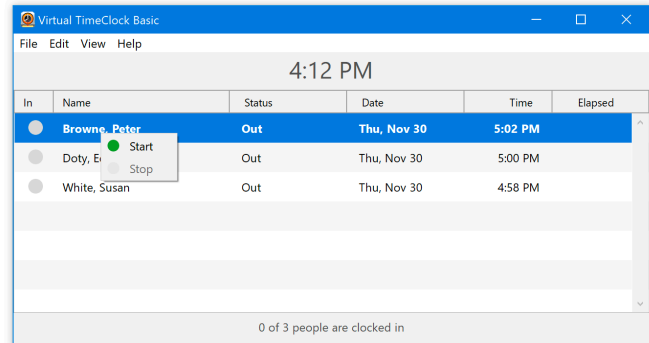 Virtual TimeClock Basic
File Edit View Help
4:12 PM
In Name Status Date Time Elapsed
Browne, Peter Out Thu, Nov 30 5:02 PM
Start
Doty, Out Thu, Nov 30 5:00 PM
Stop
White, Susan Out Thu, Nov 30 4:58 PM
0 of 3 people are clocked in